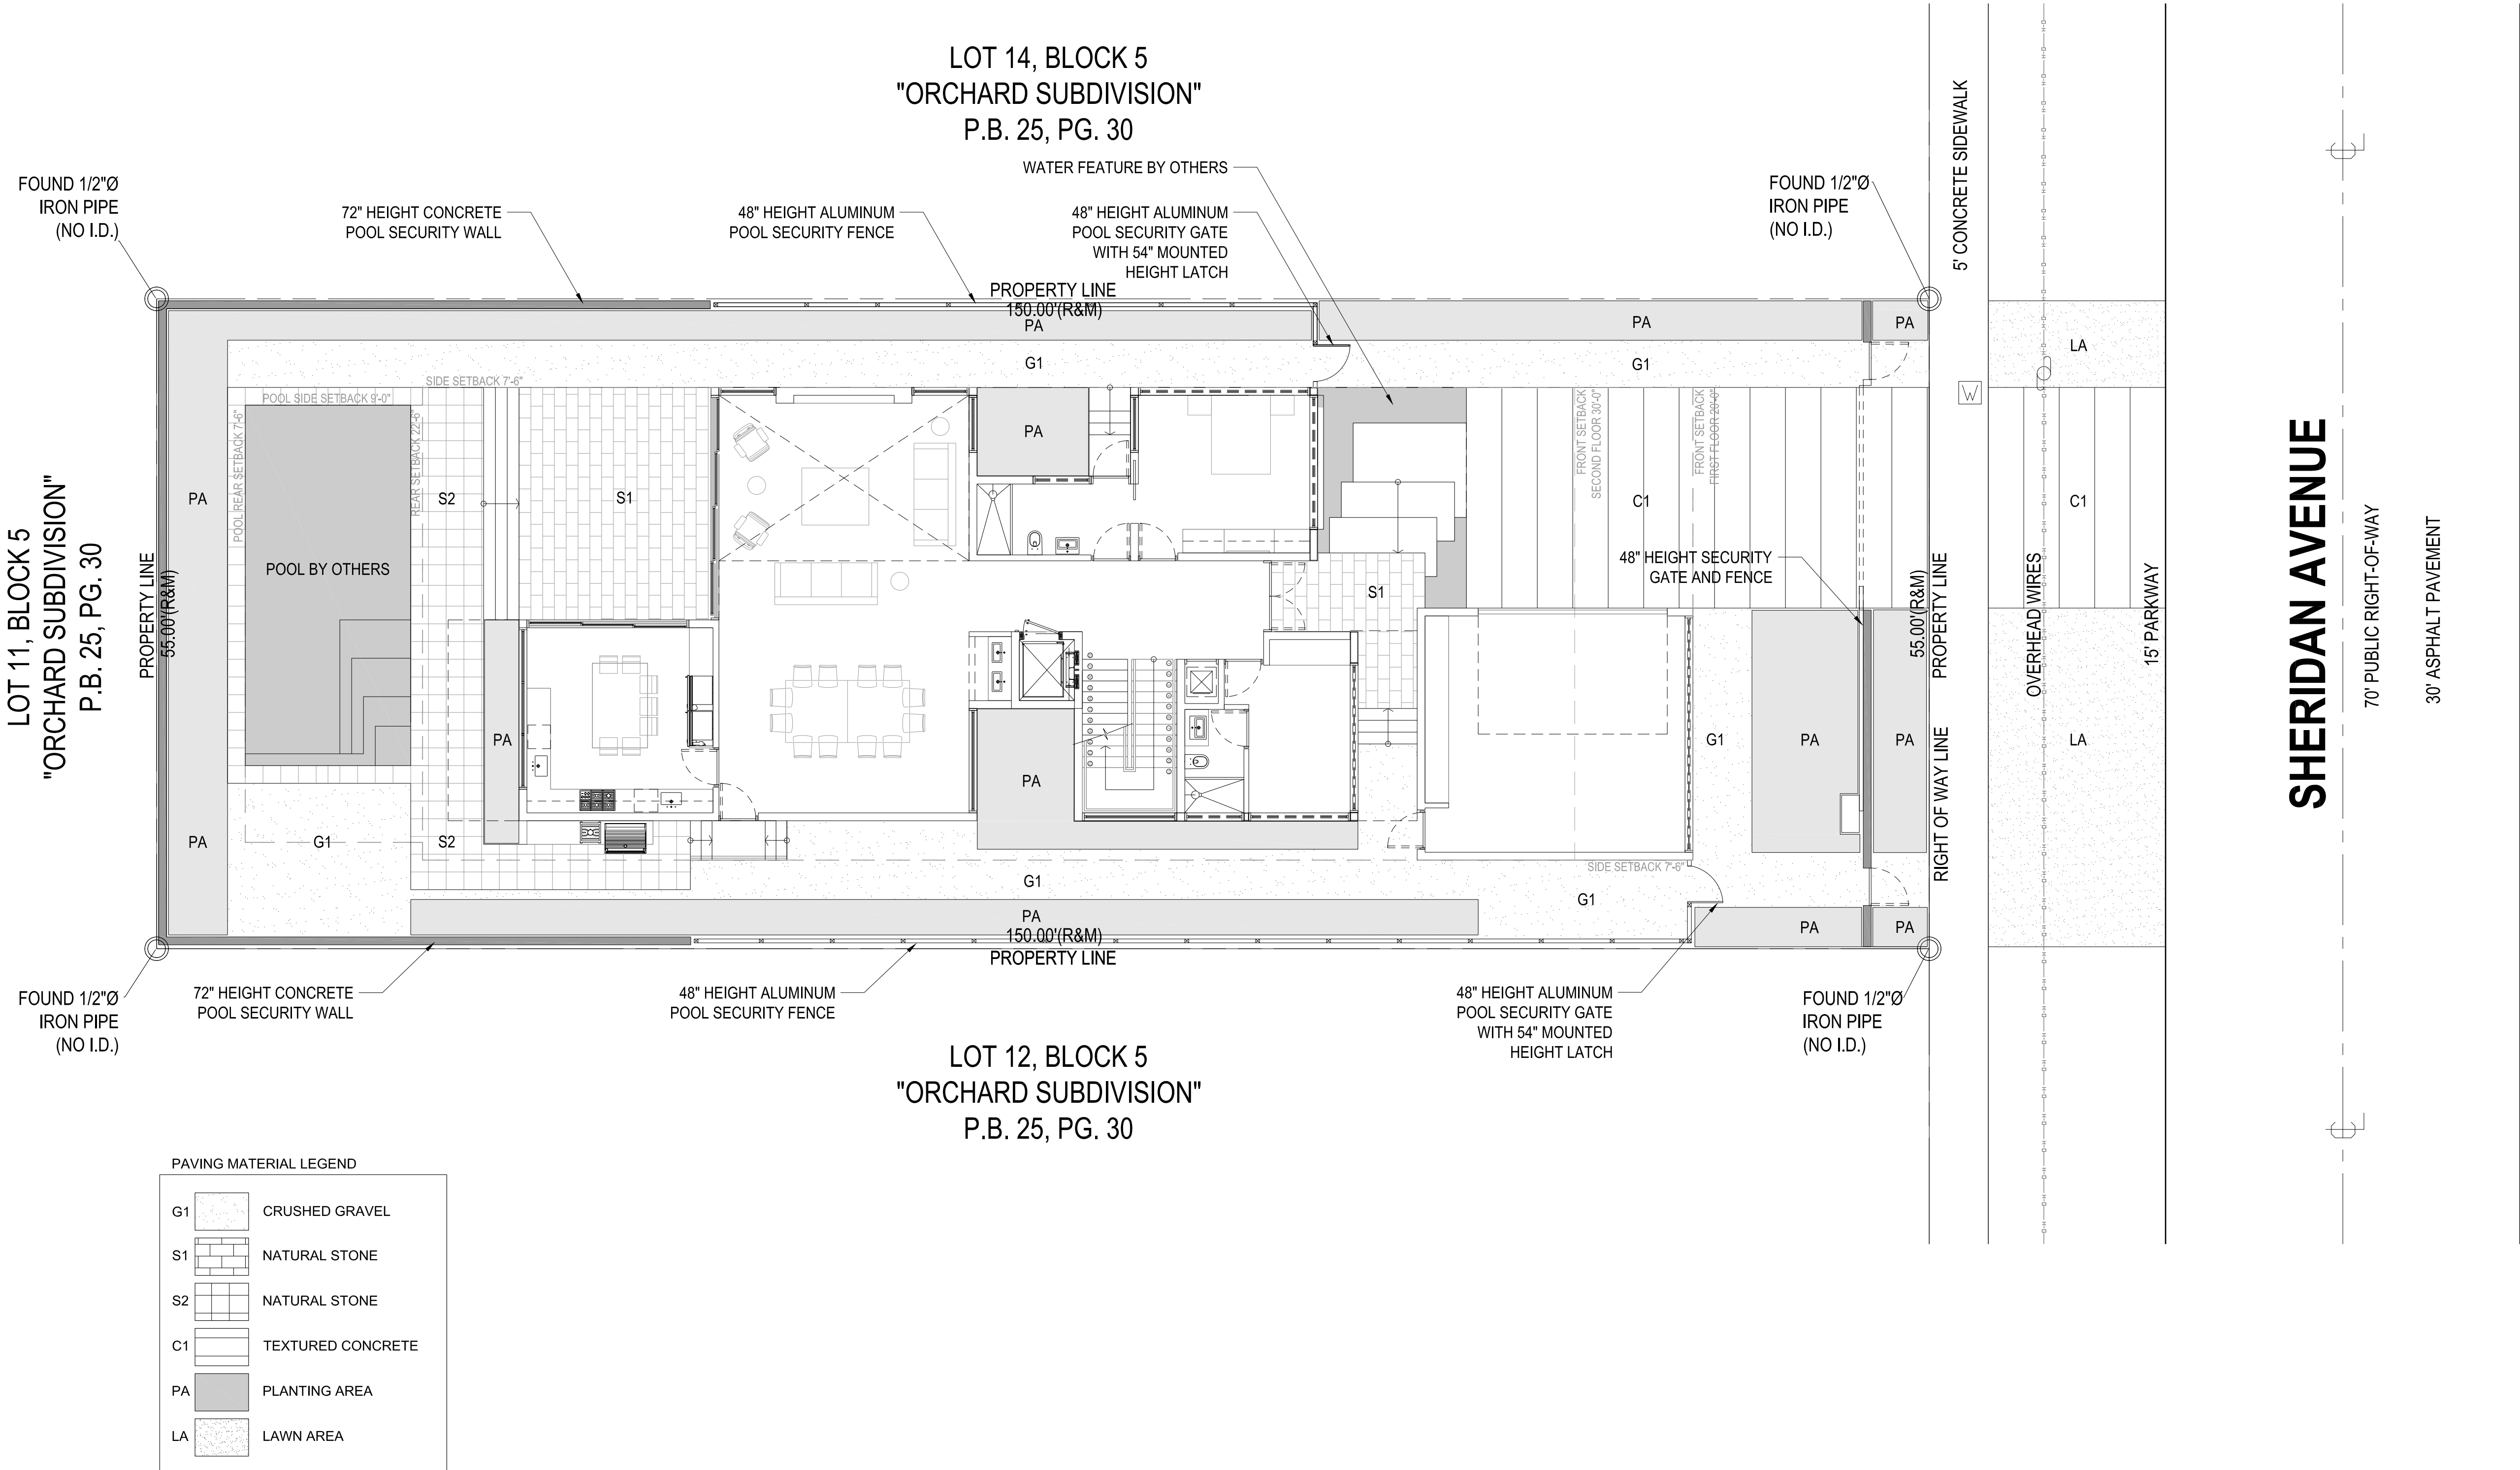 LOT 14, BLOCK 5
"ORCHARD SUBDIVISION"
P.B. 25, PG. 30
WATER FEATURE BY OTHERS
FOUND 1/2"Ø
IRON PIPE
(NO I.D.)
72" HEIGHT CONCRETE
POOL SECURITY WALL
48" HEIGHT ALUMINUM
POOL SECURITY FENCE
48" HEIGHT ALUMINUM
POOL SECURITY GATE
WITH 54" MOUNTED
HEIGHT LATCH
FOUND 1/2"Ø
IRON PIPE
(NO I.D.)
5' CONCRETE SIDEWALK
PROPERTY LINE
150.00'(R&M)
PA
PA
PA
G1
G1
LA
SIDE SETBACK 7'-6"
POOL SIDE SETBACK 9'-0"
POOL REAR SETBACK 7'-6"
REAR SETBACK 22'-6"
W
PA
PA
S2
S1
FRONT SETBACK
SECOND FLOOR 30'-0"
FRONT SETBACK
FIRST FLOOR 20'-0"
C1
C1
LOT 11, BLOCK 5
"ORCHARD SUBDIVISION"
P.B. 25, PG. 30
PROPERTY LINE
55.00'(R&M)
POOL BY OTHERS
S1
48" HEIGHT SECURITY
GATE AND FENCE
55.00'(R&M)
PROPERTY LINE
OVERHEAD WIRES
15' PARKWAY
SHERIDAN AVENUE
70' PUBLIC RIGHT-OF-WAY
30' ASPHALT PAVEMENT
PA
PA
G1
PA
PA
LA
RIGHT OF WAY LINE
PA
G1
S2
SIDE SETBACK 7'-6"
G1
G1
PA
PA
PA
150.00'(R&M)
PROPERTY LINE
FOUND 1/2"Ø
IRON PIPE
(NO I.D.)
72" HEIGHT CONCRETE
POOL SECURITY WALL
48" HEIGHT ALUMINUM
POOL SECURITY FENCE
48" HEIGHT ALUMINUM
POOL SECURITY GATE
WITH 54" MOUNTED
HEIGHT LATCH
FOUND 1/2"Ø
IRON PIPE
(NO I.D.)
LOT 12, BLOCK 5
"ORCHARD SUBDIVISION"
P.B. 25, PG. 30
PAVING MATERIAL LEGEND
G1 CRUSHED GRAVEL
S1 NATURAL STONE
S2 NATURAL STONE
C1 TEXTURED CONCRETE
PA PLANTING AREA
LA LAWN AREA